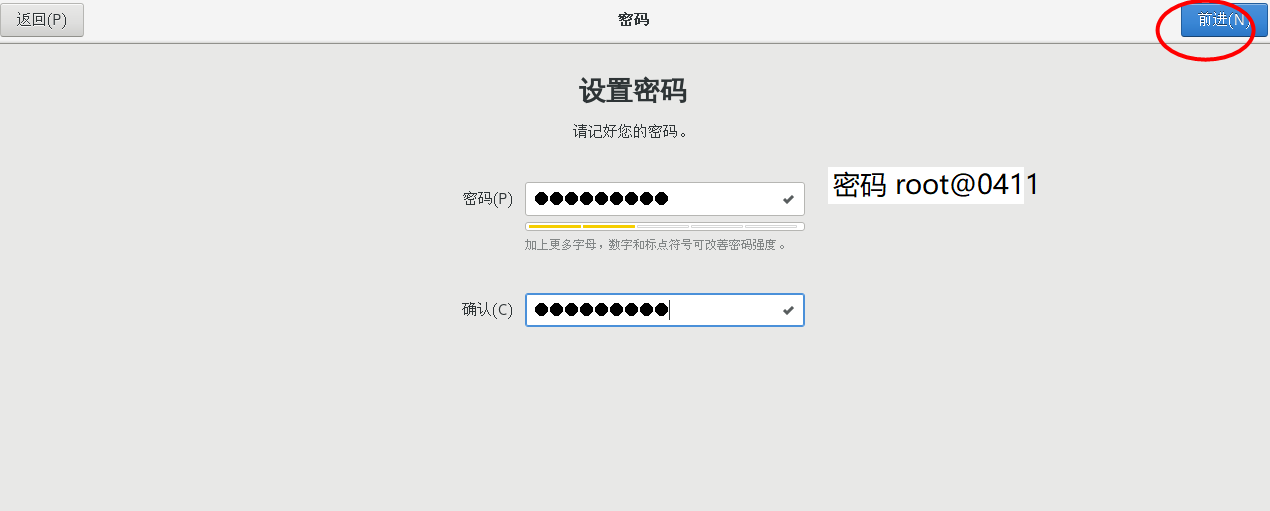 返回(P)
密码
前进(N)
设置密码
请记好您的密码。
密码(P)
密码 root@0411
加上更多字母，数字和标点符号可改善密码强度。
确认(C)